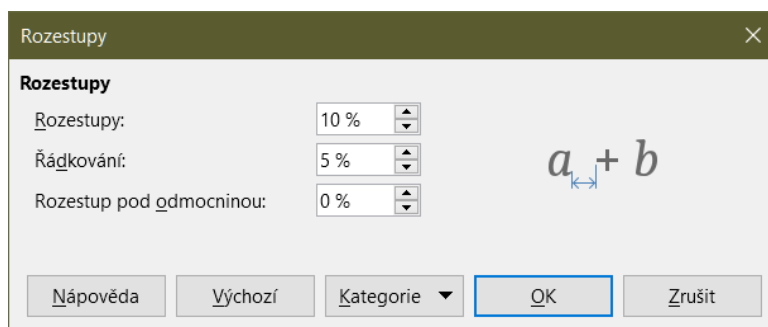 Rozestupy
Rozestupy
Rozestupy: 10 %
Řádkování: 5 %
Rozestup pod odmocninou: 0 %
a + b
Nápověda Výchozí Kategorie OK Zrušit